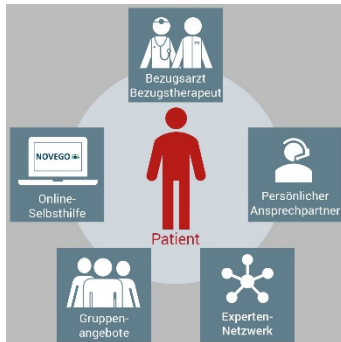 Bezugsarzt
Bezugstherapeut
NOVEGO
Online-
Selbsthilfe
Persönlicher
Ansprechpartner
Patient
Gruppen-
angebote
Experten-
Netzwerk